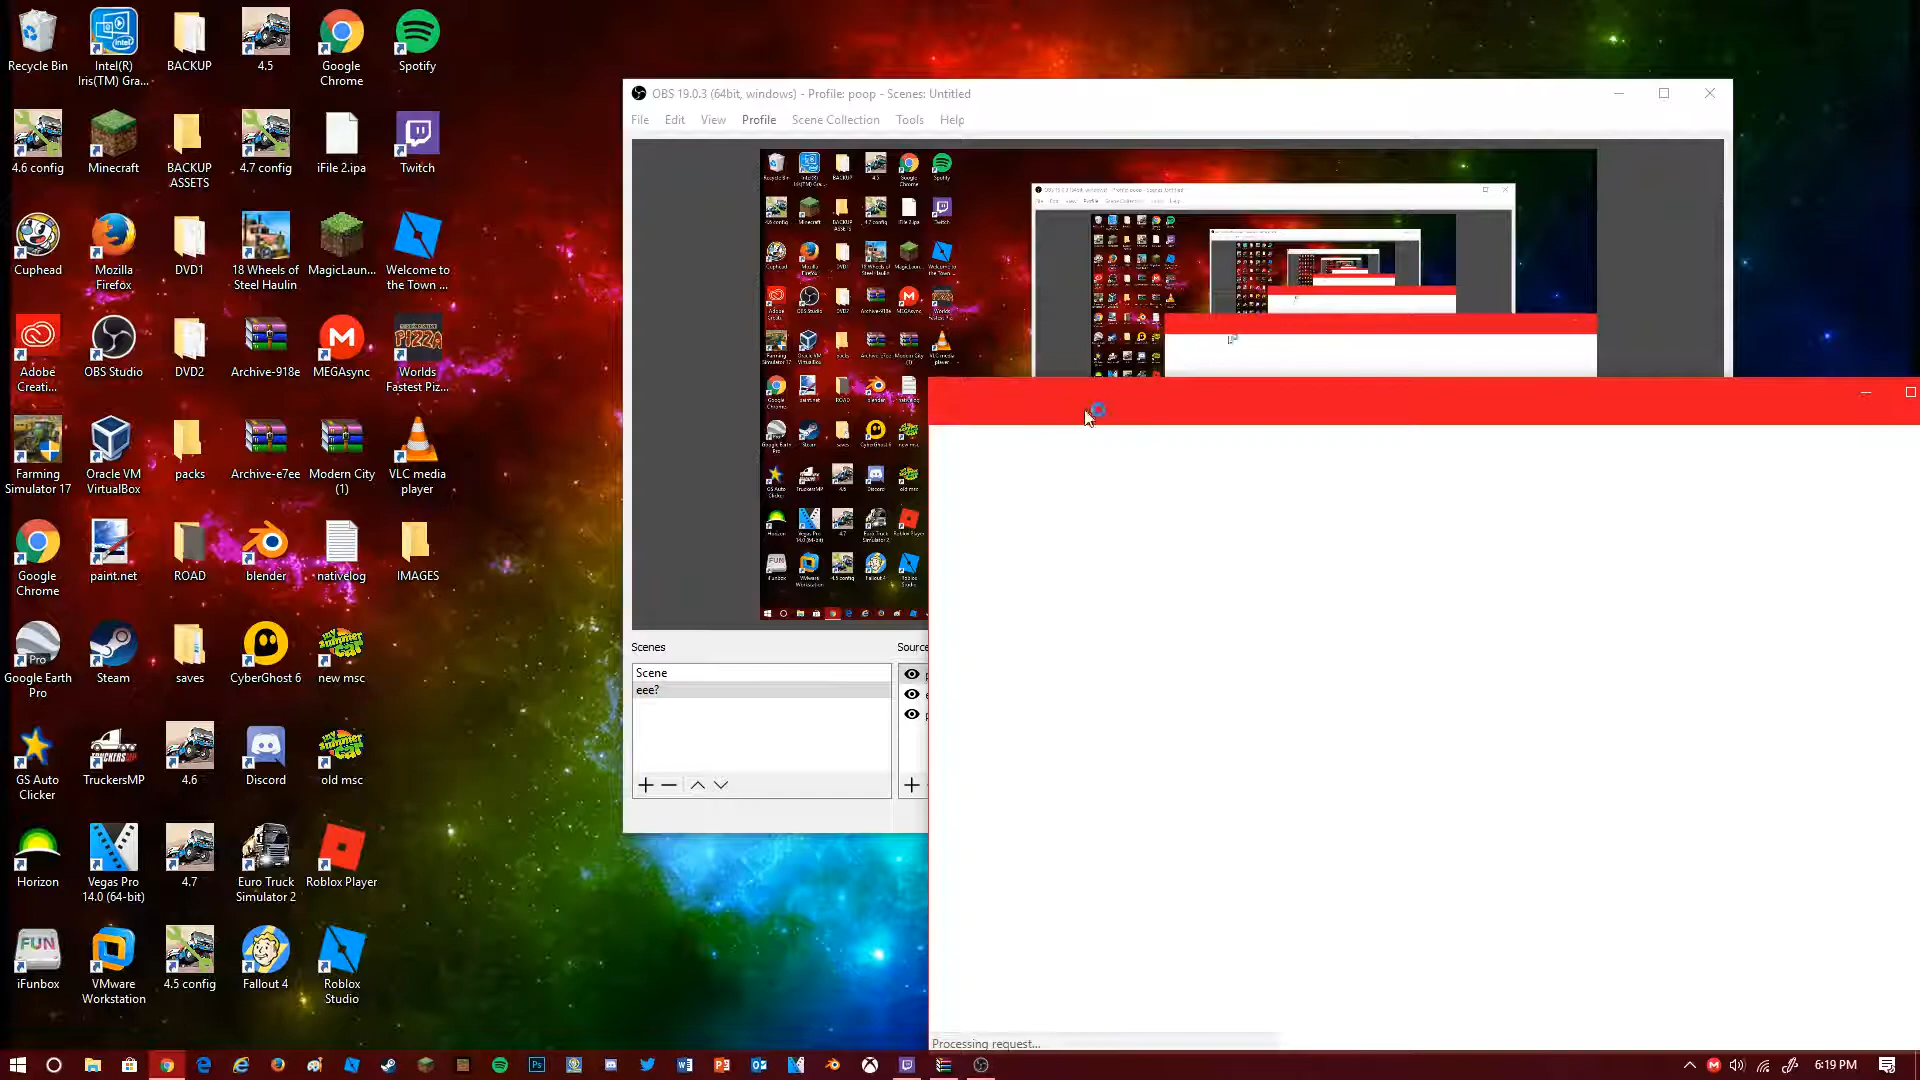 Recycle Bin
Intel(R)
Iris(TM) Gra...
BACKUP
4.5
Google
Chrome
Spotify
4.6 config
Minecraft
BACKUP
ASSETS
4.7 config
iFile 2.ipa
Twitch
Cuphead
Mozilla
Firefox
DVD1
18 Wheels of
Steel Haulin
MagicLaun...
Welcome to
the Town ...
Adobe
Creati...
OBS Studio
DVD2
Archive-918e
MEGAsync
Worlds
Fastest Piz...
Farming
Simulator 17
Oracle VM
VirtualBox
packs
Archive-e7ee
Modern City
(1)
VLC media
player
Google
Chrome
paint.net
ROAD
blender
nativelog
IMAGES
Google Earth
Pro
Steam
saves
CyberGhost 6
new msc
GS Auto
Clicker
TruckersMP
4.6
Discord
old msc
Horizon
Vegas Pro
14.0 (64-bit)
4.7
Euro Truck
Simulator 2
Roblox Player
iFunbox
VMware
Workstation
4.5 config
Fallout 4
Roblox
Studio
OBS 19.0.3 (64bit, windows) - Profile: poop - Scenes: Untitled
File Edit View Profile Scene Collection Tools Help
Scenes
Scene
eee?
Source
Processing request...
6:19 PM